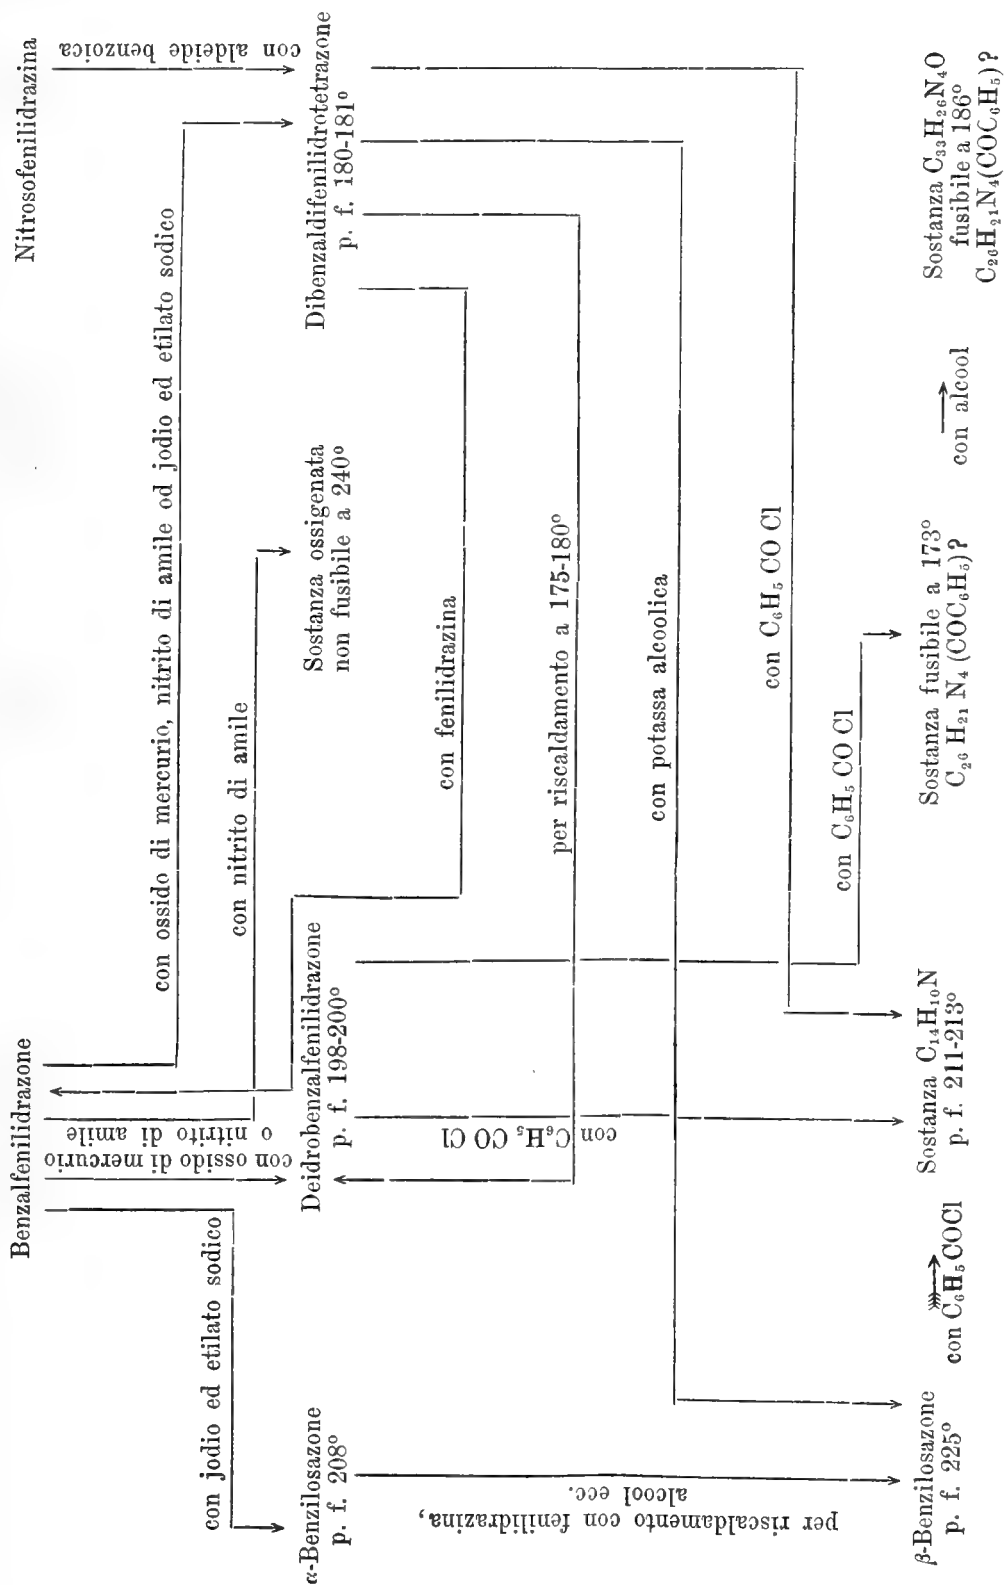 Benzalfenilidrazone
Nitrosofenilidrazina
con jodio ed etilato sodico
con ossido di mercurio
o nitrito di amile
con nitrito di amile
con ossido di mercurio, nitrito di amile od jodio ed etilato sodico
con aldeide benzoica
α-Benzilosazone
p. f. 208°
Deidrobenzalfenilidrazone
p. f. 198-200°
Sostanza ossigenata
non fusibile a 240°
Dibenzaldifenilidrotetrazone
p. f. 180-181°
con fenilidrazina
per riscaldamento a 175-180°
con potassa alcoolica
con C₆H₅ CO Cl
con C₆H₅ CO Cl
con C₆H₅ CO Cl
per riscaldamento con fenilidrazina,
alcool ecc.
β-Benzilosazone
p. f. 225°
con C₆H₅COCl
Sostanza C₁₄H₁₀N
p. f. 211-213°
Sostanza fusibile a 173°
C₂₆ H₂₁ N₄ (COC₆H₅)?
con alcool
Sostanza C₃₃H₂₆N₄O
fusibile a 186°
C₂₆H₂₁N₄(COC₆H₅)?